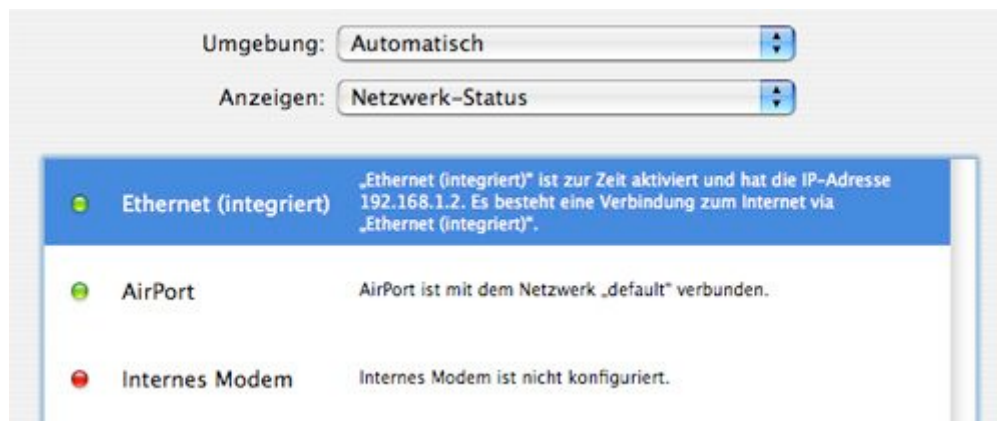 Umgebung: Automatisch
Anzeigen: Netzwerk-Status
Ethernet (integriert)
„Ethernet (integriert)" ist zur Zeit aktiviert und hat die IP-Adresse
192.168.1.2. Es besteht eine Verbindung zum Internet via
„Ethernet (integriert)".
AirPort
AirPort ist mit dem Netzwerk „default" verbunden.
Internes Modem
Internes Modem ist nicht konfiguriert.